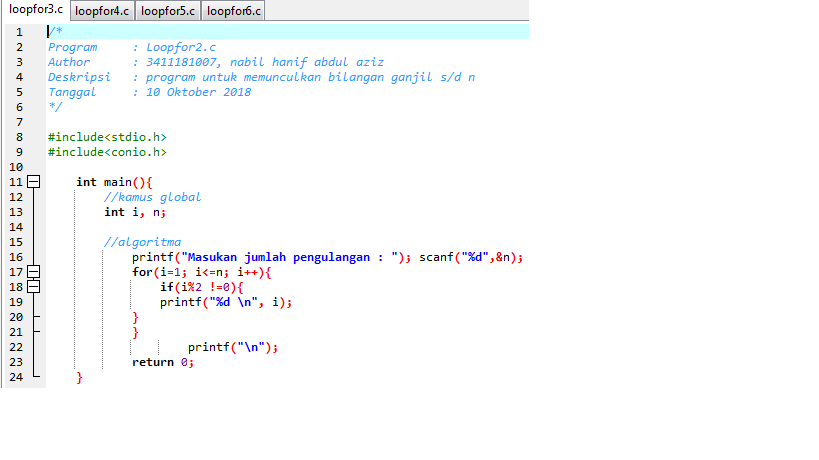 loopfor3.c loopfor4.c loopfor5.c loopfor6.c
1 /*
2 Program : Loopfor2.c
3 Author : 3411181007, nabil hanif abdul aziz
4 Deskripsi : program untuk memunculkan bilangan ganjil s/d n
5 Tanggal : 10 Oktober 2018
6 */
7
8 #include<stdio.h>
9 #include<conio.h>
10
11 int main(){
12 //kamus global
13 int i, n;
14
15 //algoritma
16 printf("Masukan jumlah pengulangan : "); scanf("%d",&n);
17 for(i=1; i<=n; i++){
18 if(i%2 !=0){
19 printf("%d \n", i);
20 }
21 }
22 printf("\n");
23 return 0;
24 }